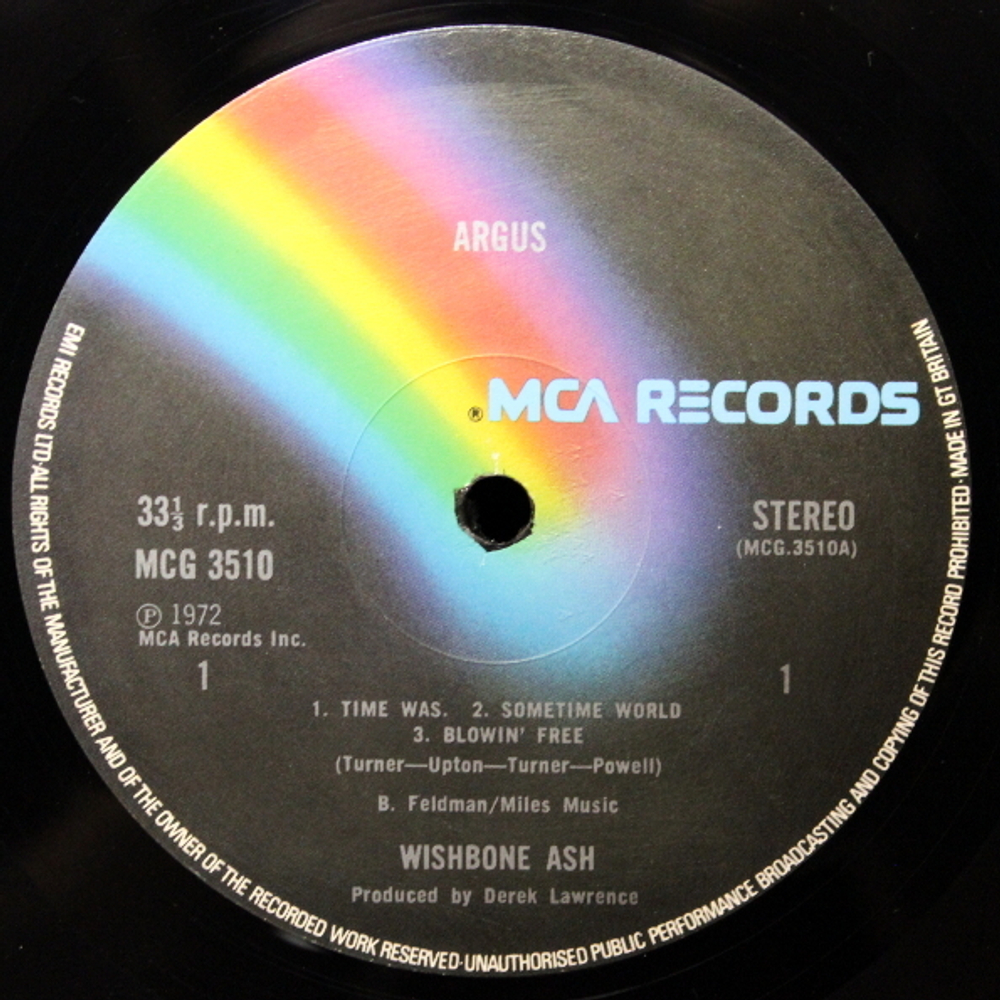 ARGUS
® MCA RECORDS
33⅓ r.p.m.
MCG 3510
℗ 1972
MCA Records Inc.
1
STEREO
(MCG.3510A)
1
1. TIME WAS. 2. SOMETIME WORLD
3. BLOWIN' FREE
(Turner—Upton—Turner—Powell)
B. Feldman/Miles Music
WISHBONE ASH
Produced by Derek Lawrence
EMI RECORDS LTD·ALL RIGHTS OF THE MANUFACTURER AND OF THE OWNER OF THE RECORDED WORK RESERVED·UNAUTHORISED PUBLIC PERFORMANCE BROADCASTING AND COPYING OF THIS RECORD PROHIBITED·MADE IN GT BRITAIN